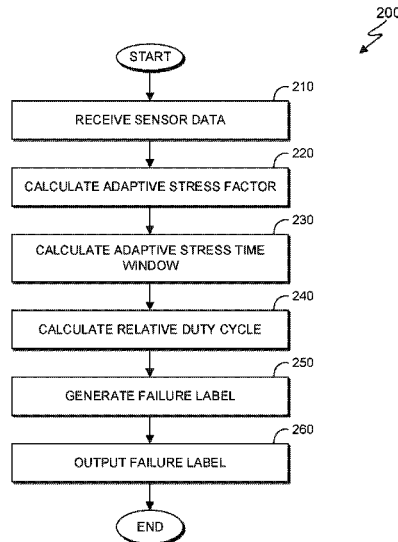 200
START
210
RECEIVE SENSOR DATA
220
CALCULATE ADAPTIVE STRESS FACTOR
230
CALCULATE ADAPTIVE STRESS TIME
WINDOW
240
CALCULATE RELATIVE DUTY CYCLE
250
GENERATE FAILURE LABEL
260
OUTPUT FAILURE LABEL
END